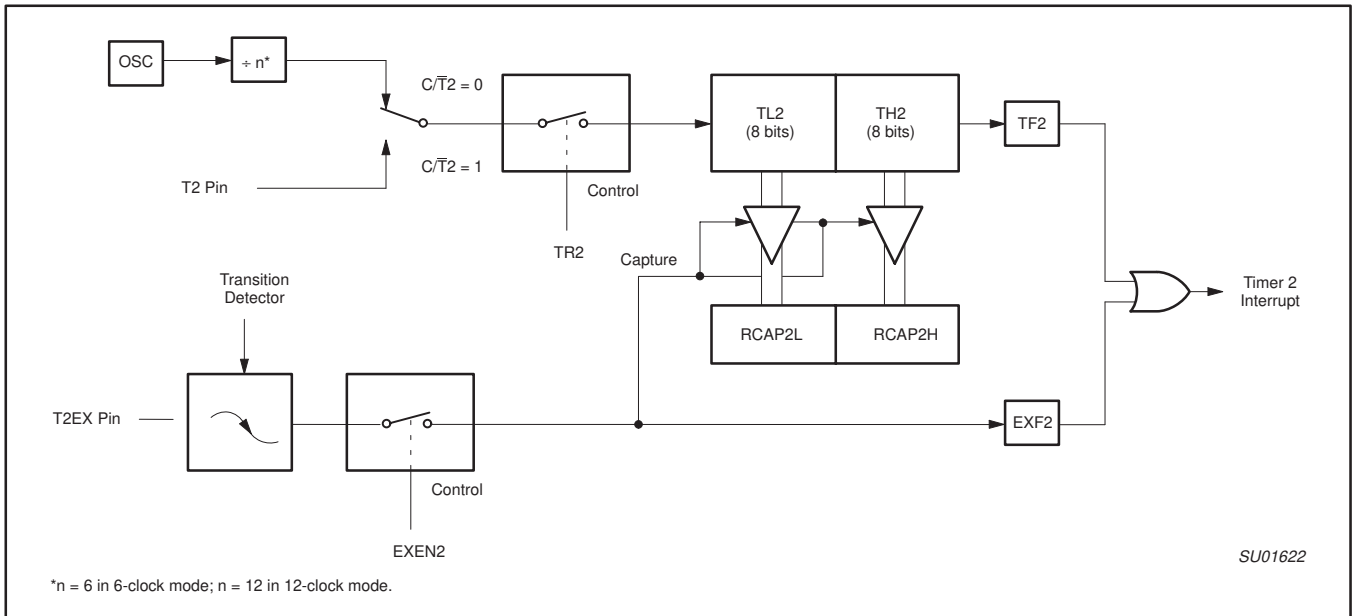 OSC
÷ n*
C/T̅2 = 0
TL2
(8 bits)
TH2
(8 bits)
TF2
C/T̅2 = 1
T2 Pin
Control
TR2
Capture
Transition
Detector
Timer 2
Interrupt
RCAP2L
RCAP2H
T2EX Pin
EXF2
Control
EXEN2
SU01622
*n = 6 in 6-clock mode; n = 12 in 12-clock mode.